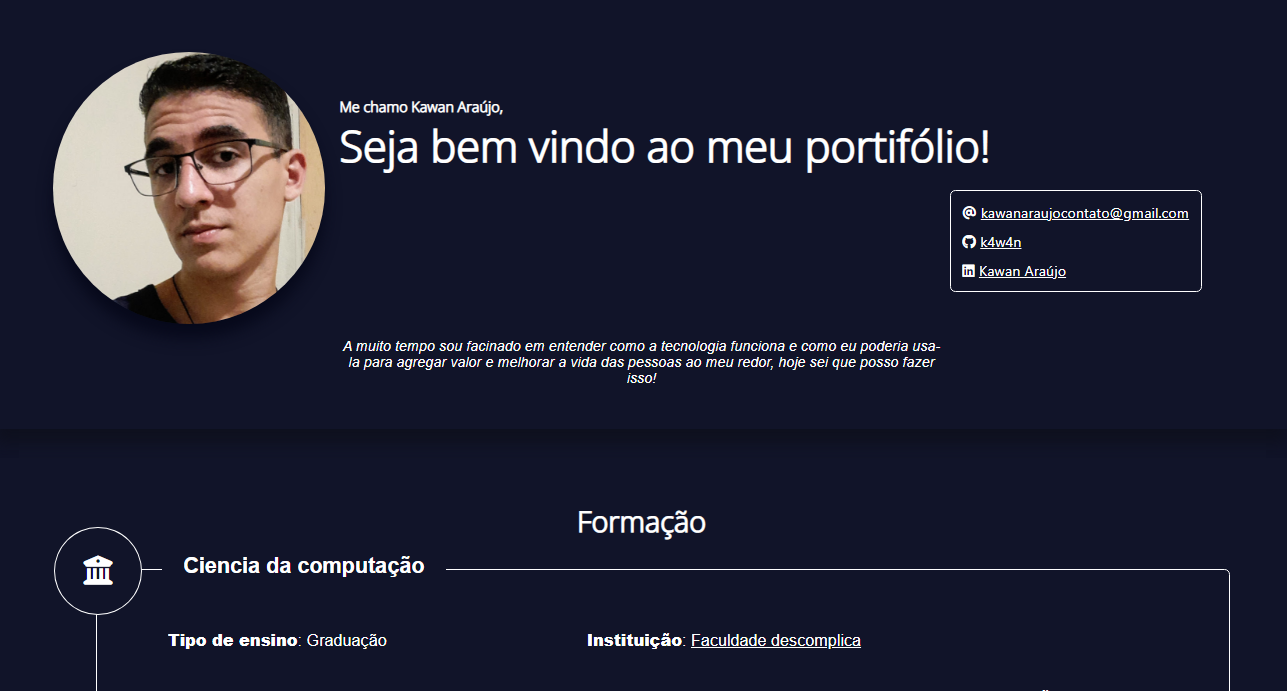 Me chamo Kawan Araújo,
Seja bem vindo ao meu portifólio!
kawanaraujocontato@gmail.com
k4w4n
Kawan Araújo
A muito tempo sou facinado em entender como a tecnologia funciona e como eu poderia usa-
la para agregar valor e melhorar a vida das pessoas ao meu redor, hoje sei que posso fazer
isso!
Formação
Ciencia da computação
Tipo de ensino: Graduação
Instituição: Faculdade descomplica